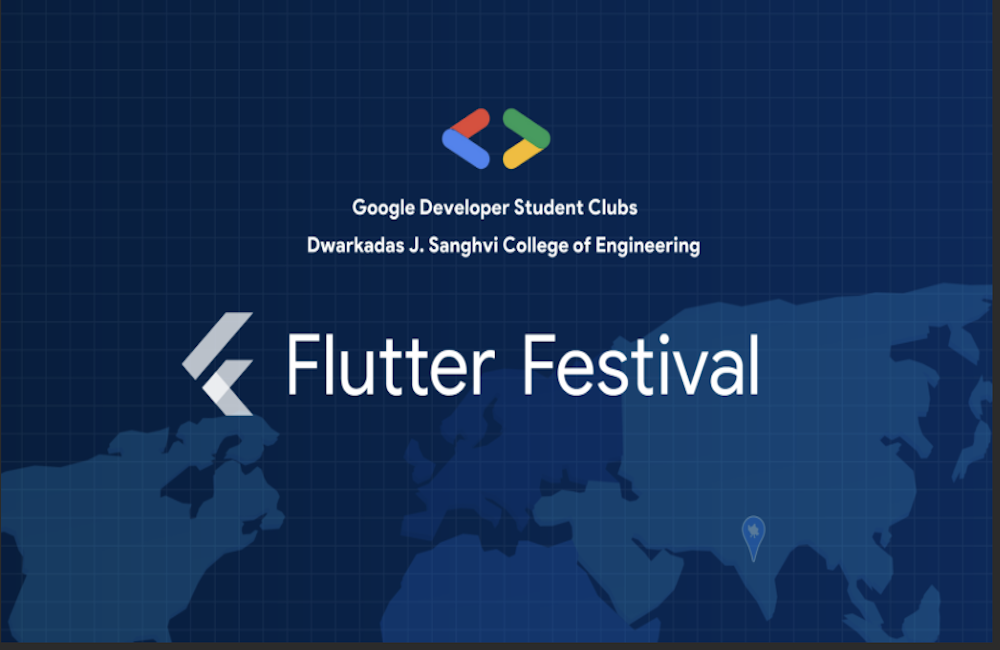 Google Developer Student Clubs
Dwarkadas J. Sanghvi College of Engineering
Flutter Festival